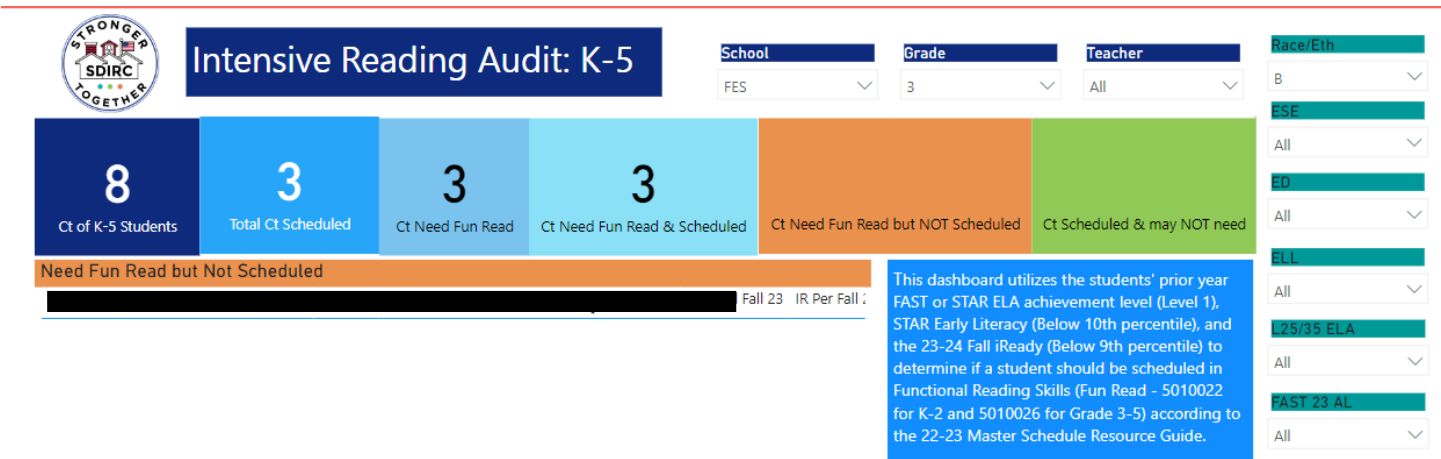 STRONGER
SDIRC
TOGETHER
Intensive Reading Audit: K-5
School
FES
Grade
3
Teacher
All
Race/Eth
B
ESE
All
ED
All
ELL
All
L25/35 ELA
All
FAST 23 AL
All
8
Ct of K-5 Students
3
Total Ct Scheduled
3
Ct Need Fun Read
3
Ct Need Fun Read & Scheduled
Ct Need Fun Read but NOT Scheduled
Ct Scheduled & may NOT need
Need Fun Read but Not Scheduled
Fall 23 IR Per Fall
This dashboard utilizes the students' prior year
FAST or STAR ELA achievement level (Level 1),
STAR Early Literacy (Below 10th percentile), and
the 23-24 Fall iReady (Below 9th percentile) to
determine if a student should be scheduled in
Functional Reading Skills (Fun Read - 5010022
for K-2 and 5010026 for Grade 3-5) according to
the 22-23 Master Schedule Resource Guide.